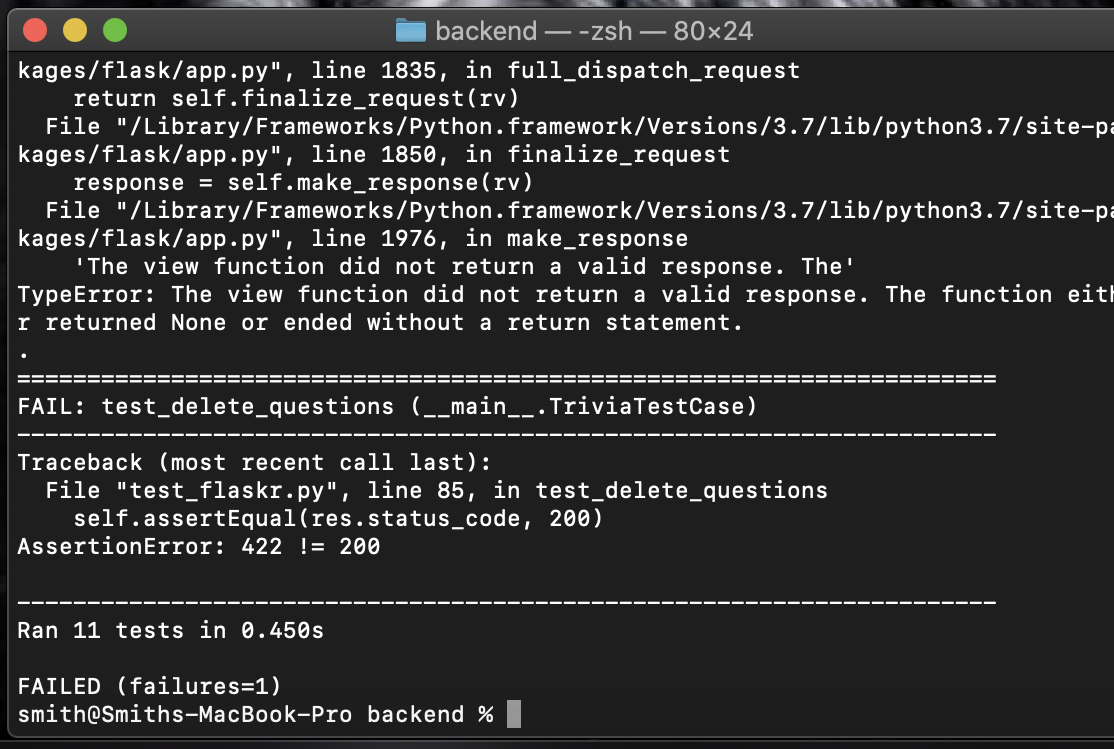 backend — -zsh — 80×24
kages/flask/app.py", line 1835, in full_dispatch_request
    return self.finalize_request(rv)
  File "/Library/Frameworks/Python.framework/Versions/3.7/lib/python3.7/site-pa
kages/flask/app.py", line 1850, in finalize_request
    response = self.make_response(rv)
  File "/Library/Frameworks/Python.framework/Versions/3.7/lib/python3.7/site-pa
kages/flask/app.py", line 1976, in make_response
    'The view function did not return a valid response. The'
TypeError: The view function did not return a valid response. The function eith
r returned None or ended without a return statement.
.
======================================================================
FAIL: test_delete_questions (__main__.TriviaTestCase)
----------------------------------------------------------------------
Traceback (most recent call last):
  File "test_flaskr.py", line 85, in test_delete_questions
    self.assertEqual(res.status_code, 200)
AssertionError: 422 != 200

----------------------------------------------------------------------
Ran 11 tests in 0.450s

FAILED (failures=1)
smith@Smiths-MacBook-Pro backend %